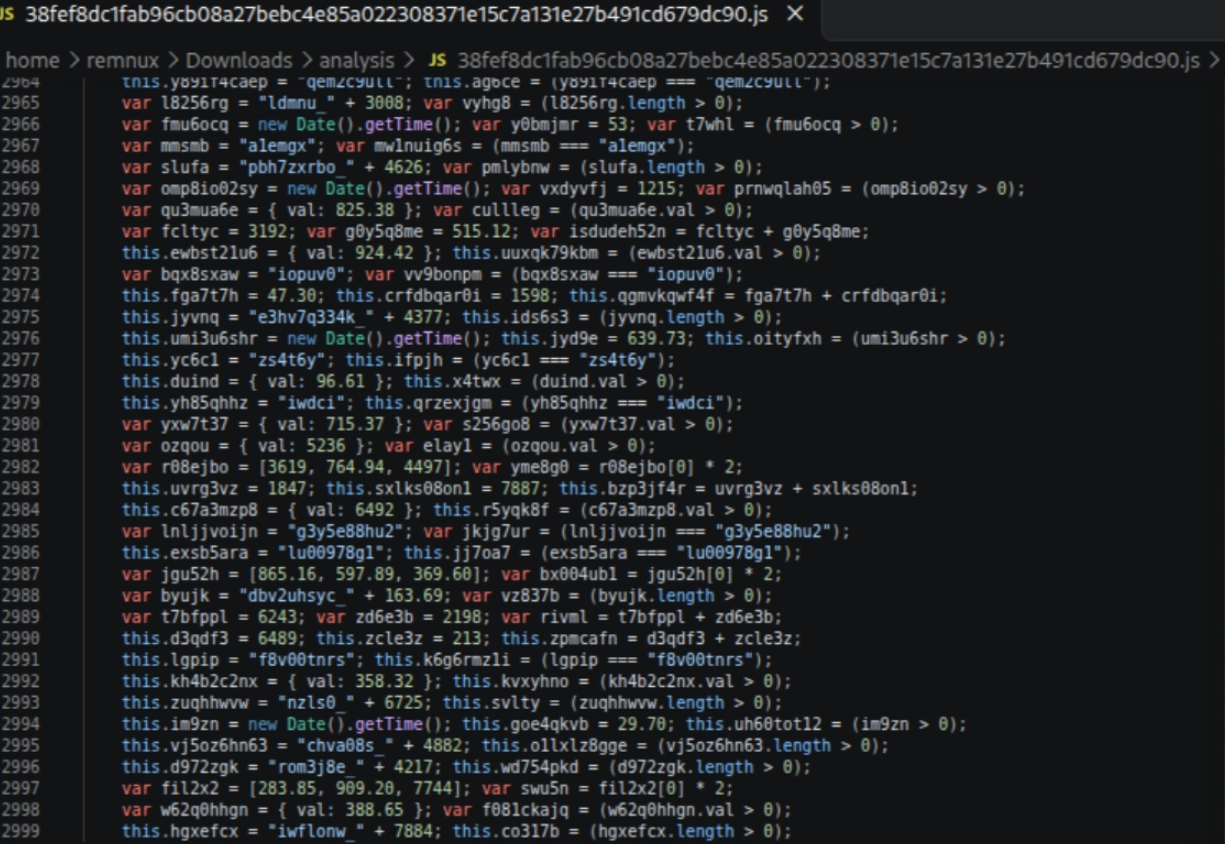 JS 38fef8dc1fab96cb08a27bebc4e85a022308371e15c7a131e27b491cd679dc90.js ×
home > remnux > Downloads > analysis > JS 38fef8dc1fab96cb08a27bebc4e85a022308371e15c7a131e27b491cd679dc90.js >
2964 this.y891f4caep = "qem2c9ull"; this.ag6ce = (y891f4caep === "qem2c9ull");
2965 var l8256rg = "ldmnu_" + 3008; var vyhg8 = (l8256rg.length > 0);
2966 var fmu6ocq = new Date().getTime(); var y0bmjmr = 53; var t7whl = (fmu6ocq > 0);
2967 var mmsmb = "a1emgx"; var mw1nuig6s = (mmsmb === "a1emgx");
2968 var slufa = "pbh7zxrbo_" + 4626; var pmlybnw = (slufa.length > 0);
2969 var omp8io02sy = new Date().getTime(); var vxdyvfj = 1215; var prnwqlah05 = (omp8io02sy > 0);
2970 var qu3mua6e = { val: 825.38 }; var cullleg = (qu3mua6e.val > 0);
2971 var fcltyc = 3192; var g0y5q8me = 515.12; var isdudeh52n = fcltyc + g0y5q8me;
2972 this.ewbst21u6 = { val: 924.42 }; this.uuxqk79kbm = (ewbst21u6.val > 0);
2973 var bqx8sxaw = "iopuv0"; var vv9bonpm = (bqx8sxaw === "iopuv0");
2974 this.fga7t7h = 47.30; this.crfdbqar0i = 1598; this.qgmvkqwf4f = fga7t7h + crfdbqar0i;
2975 this.jyvnq = "e3hv7q334k_" + 4377; this.ids6s3 = (jyvnq.length > 0);
2976 this.umi3u6shr = new Date().getTime(); this.jyd9e = 639.73; this.oityfxh = (umi3u6shr > 0);
2977 this.yc6c1 = "zs4t6y"; this.ifpjh = (yc6c1 === "zs4t6y");
2978 this.duind = { val: 96.61 }; this.x4twx = (duind.val > 0);
2979 this.yh85qhhz = "iwdci"; this.qrzexjgm = (yh85qhhz === "iwdci");
2980 var yxw7t37 = { val: 715.37 }; var s256go8 = (yxw7t37.val > 0);
2981 var ozqou = { val: 5236 }; var elay1 = (ozqou.val > 0);
2982 var r08ejbo = [3619, 764.94, 4497]; var yme8g0 = r08ejbo[0] * 2;
2983 this.uvrg3vz = 1847; this.sxlks08on1 = 7887; this.bzp3jf4r = uvrg3vz + sxlks08on1;
2984 this.c67a3mzp8 = { val: 6492 }; this.r5yqk8f = (c67a3mzp8.val > 0);
2985 var lnljjvoijn = "g3y5e88hu2"; var jkjg7ur = (lnljjvoijn === "g3y5e88hu2");
2986 this.exsb5ara = "lu00978g1"; this.jj7oa7 = (exsb5ara === "lu00978g1");
2987 var jgu52h = [865.16, 597.89, 369.60]; var bx004ub1 = jgu52h[0] * 2;
2988 var byujk = "dbv2uhsyc_" + 163.69; var vz837b = (byujk.length > 0);
2989 var t7bfppl = 6243; var zd6e3b = 2198; var rivml = t7bfppl + zd6e3b;
2990 this.d3qdf3 = 6489; this.zcle3z = 213; this.zpmcafn = d3qdf3 + zcle3z;
2991 this.lgpip = "f8v00tnrs"; this.k6g6rmz1i = (lgpip === "f8v00tnrs");
2992 this.kh4b2c2nx = { val: 358.32 }; this.kvxyhno = (kh4b2c2nx.val > 0);
2993 this.zuqhhwvw = "nzls0_" + 6725; this.svlty = (zuqhhwvw.length > 0);
2994 this.im9zn = new Date().getTime(); this.goe4qkvb = 29.70; this.uh60tot12 = (im9zn > 0);
2995 this.vj5oz6hn63 = "chva08s_" + 4882; this.ollxlz8gge = (vj5oz6hn63.length > 0);
2996 this.d972zgk = "rom3j8e_" + 4217; this.wd754pkd = (d972zgk.length > 0);
2997 var fil2x2 = [283.85, 909.20, 7744]; var swu5n = fil2x2[0] * 2;
2998 var w62q0hhgn = { val: 388.65 }; var f081ckajq = (w62q0hhgn.val > 0);
2999 this.hgxefcx = "iwflonw_" + 7884; this.co317b = (hgxefcx.length > 0);